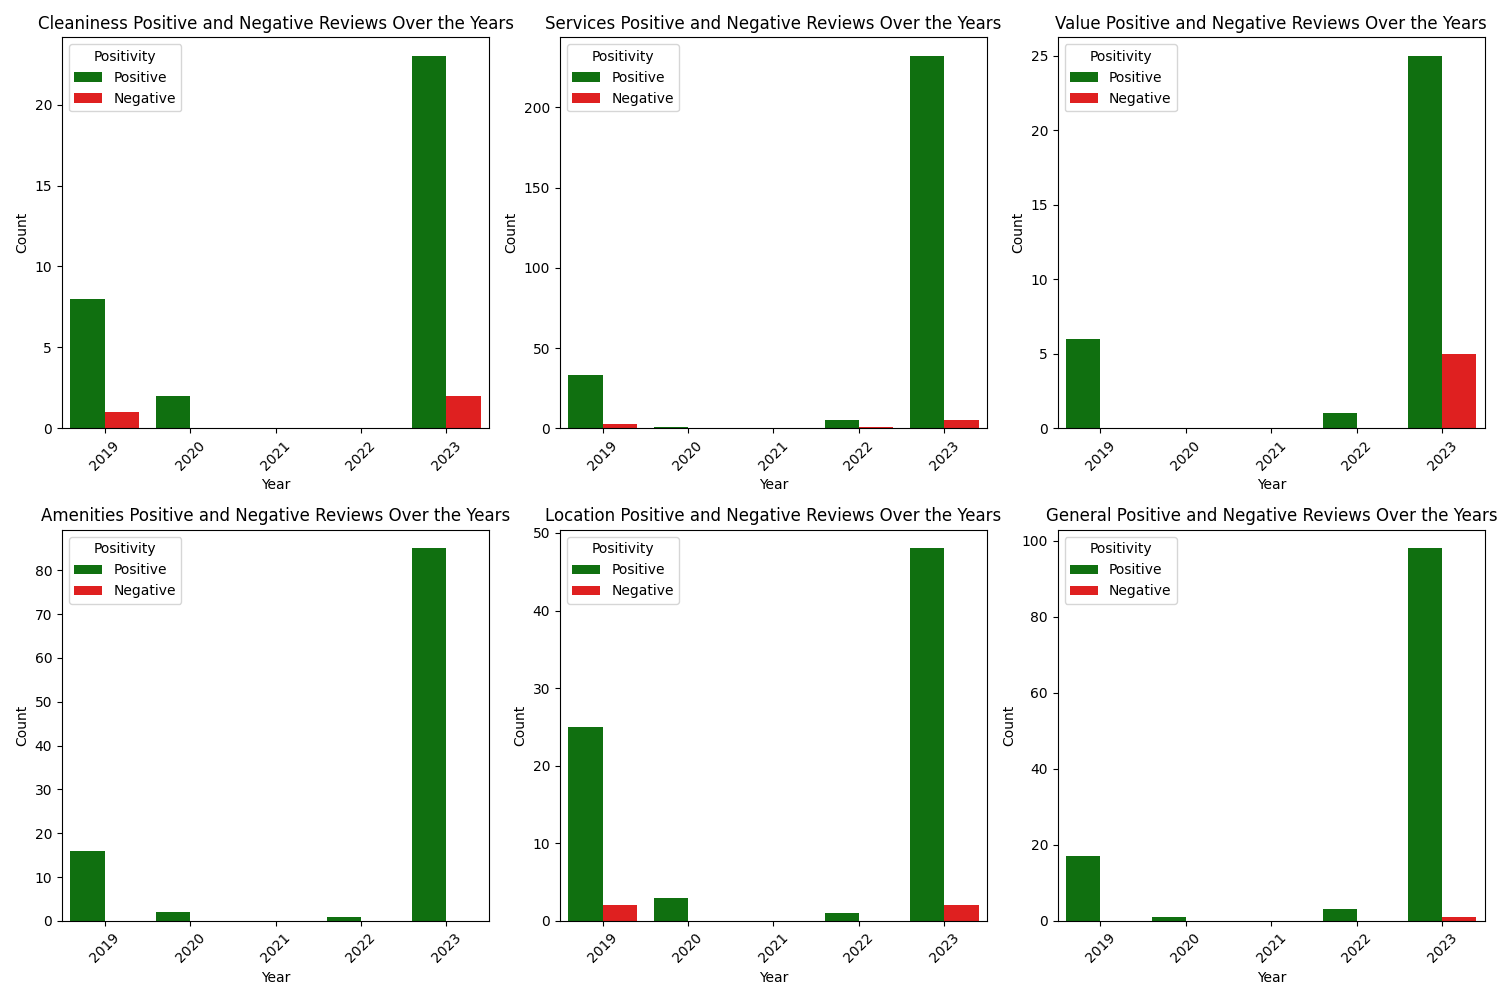 Cleaniness Positive and Negative Reviews Over the Years
Positivity
Positive
Negative
20
15
10
5
0
Count
2019
2020
2021
2022
2023
Year
Services Positive and Negative Reviews Over the Years
Positivity
Positive
Negative
200
150
100
50
0
Count
2019
2020
2021
2022
2023
Year
Value Positive and Negative Reviews Over the Years
Positivity
Positive
Negative
25
20
15
10
5
0
Count
2019
2020
2021
2022
2023
Year
Amenities Positive and Negative Reviews Over the Years
Positivity
Positive
Negative
80
70
60
50
40
30
20
10
0
Count
2019
2020
2021
2022
2023
Year
Location Positive and Negative Reviews Over the Years
Positivity
Positive
Negative
50
40
30
20
10
0
Count
2019
2020
2021
2022
2023
Year
General Positive and Negative Reviews Over the Years
Positivity
Positive
Negative
100
80
60
40
20
0
Count
2019
2020
2021
2022
2023
Year